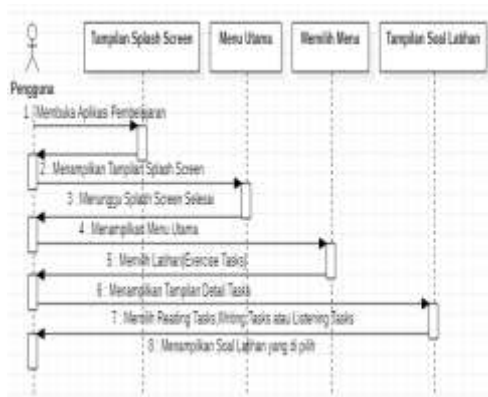 Tampilan Splash Screen
Menu Utama
Memilih Menu
Tampilan Soal Latihan
Pengguna
1 : Membuka Aplikasi Pembelajaran
2 : Menampilkan Tampilan Splash Screen
3 : Menunggu Splash Screen Selesai
4 : Menampilkan Menu Utama
5 : Memilih Latihan(Exercise Tasks)
6 : Menampilkan Tampilan Detail Tasks
7 : Memilih Reading Tasks,Writing Tasks atau Listening Tasks
8 : Menampilkan Soal Latihan yang di pilih